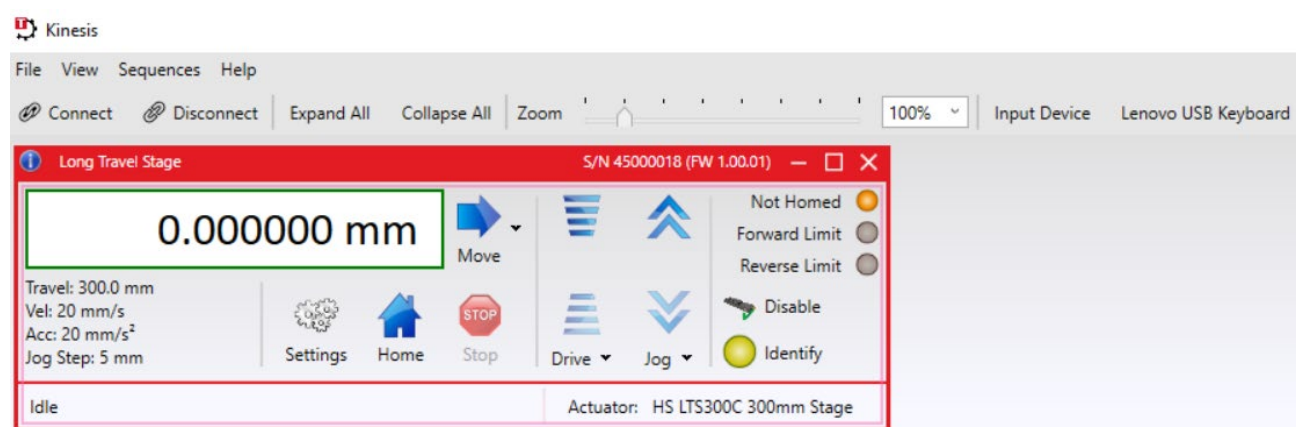 Kinesis
File View Sequences Help
Connect Disconnect Expand All Collapse All Zoom 100% Input Device Lenovo USB Keyboard
Long Travel Stage S/N 45000018 (FW 1.00.01)
0.000000 mm
Move
Not Homed
Forward Limit
Reverse Limit
Travel: 300.0 mm
Vel: 20 mm/s
Acc: 20 mm/s²
Jog Step: 5 mm
Settings Home STOP Stop Drive Jog
Disable
Identify
Idle Actuator: HS LTS300C 300mm Stage